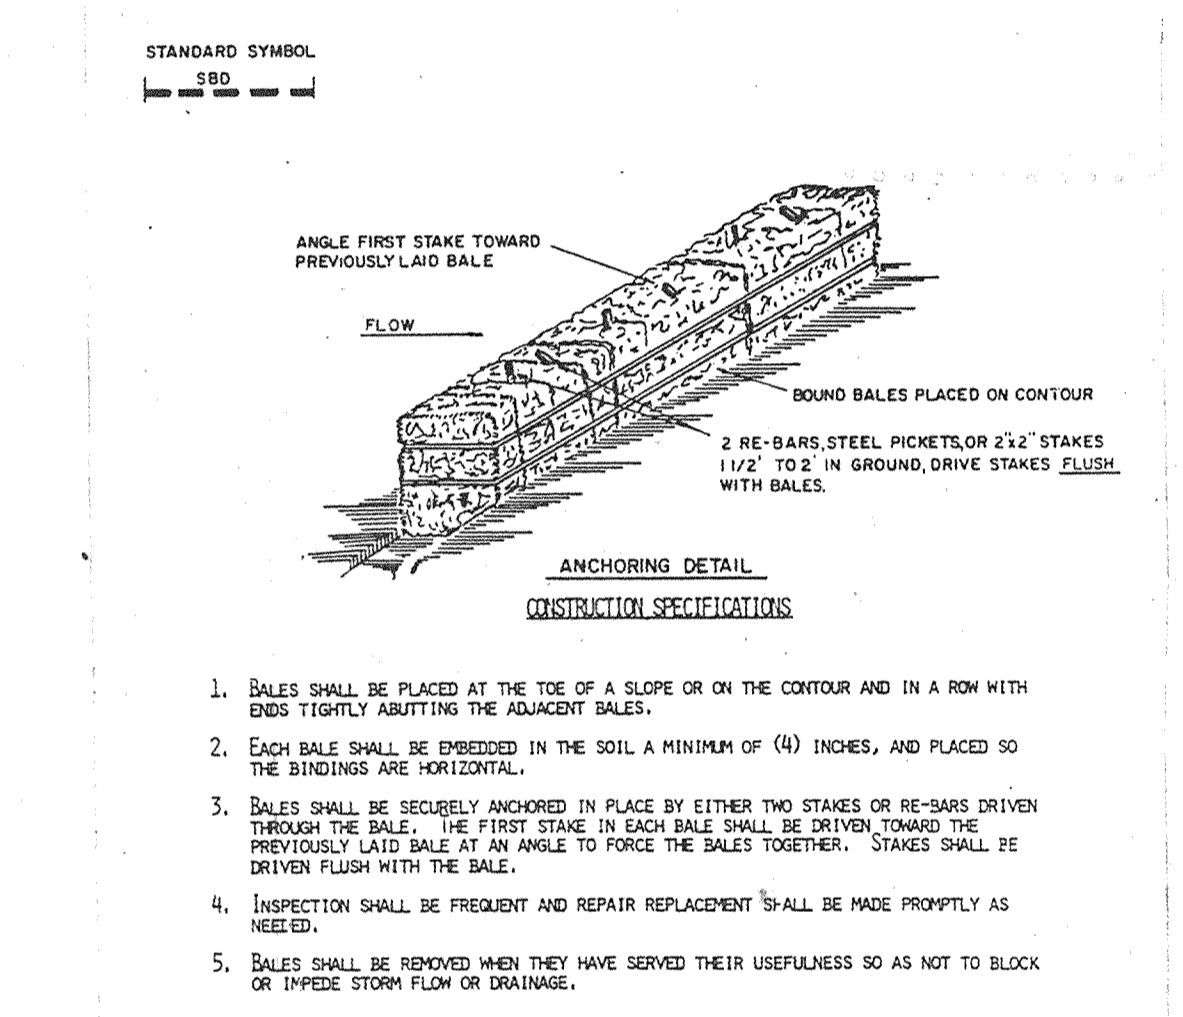 STANDARD SYMBOL
SBD
ANGLE FIRST STAKE TOWARD
PREVIOUSLY LAID BALE
FLOW
BOUND BALES PLACED ON CONTOUR
2 RE-BARS, STEEL PICKETS, OR 2"x2" STAKES
1 1/2' TO 2' IN GROUND, DRIVE STAKES FLUSH
WITH BALES.
ANCHORING DETAIL
CONSTRUCTION SPECIFICATIONS
1. BALES SHALL BE PLACED AT THE TOE OF A SLOPE OR ON THE CONTOUR AND IN A ROW WITH
ENDS TIGHTLY ABUTTING THE ADJACENT BALES.
2. EACH BALE SHALL BE EMBEDDED IN THE SOIL A MINIMUM OF (4) INCHES, AND PLACED SO
THE BINDINGS ARE HORIZONTAL.
3. BALES SHALL BE SECURELY ANCHORED IN PLACE BY EITHER TWO STAKES OR RE-BARS DRIVEN
THROUGH THE BALE. THE FIRST STAKE IN EACH BALE SHALL BE DRIVEN TOWARD THE
PREVIOUSLY LAID BALE AT AN ANGLE TO FORCE THE BALES TOGETHER. STAKES SHALL BE
DRIVEN FLUSH WITH THE BALE.
4. INSPECTION SHALL BE FREQUENT AND REPAIR REPLACEMENT SHALL BE MADE PROMPTLY AS
NEEDED.
5. BALES SHALL BE REMOVED WHEN THEY HAVE SERVED THEIR USEFULNESS SO AS NOT TO BLOCK
OR IMPEDE STORM FLOW OR DRAINAGE.